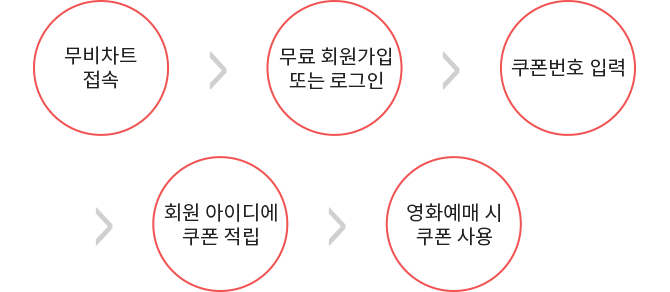 무비차트
접속
무료 회원가입
또는 로그인
쿠폰번호 입력
회원 아이디에
쿠폰 적립
영화예매 시
쿠폰 사용